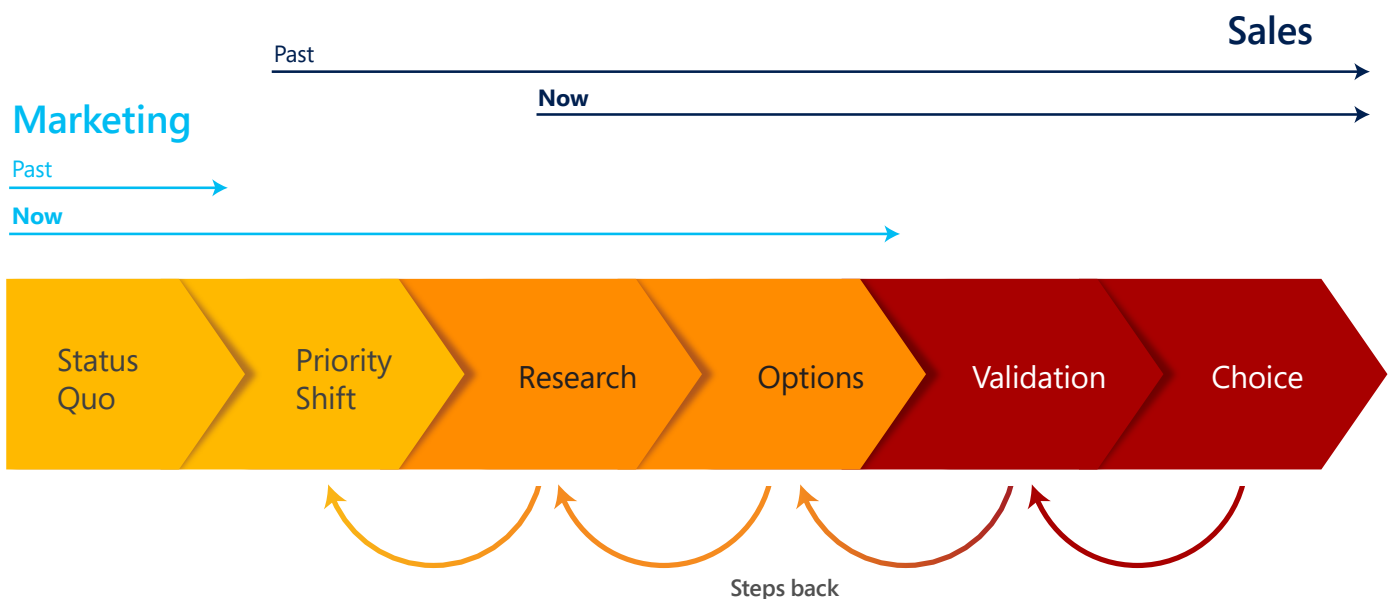 Sales
Past
Now
Marketing
Past
Now
Status
Quo
Priority
Shift
Research
Options
Validation
Choice
Steps back